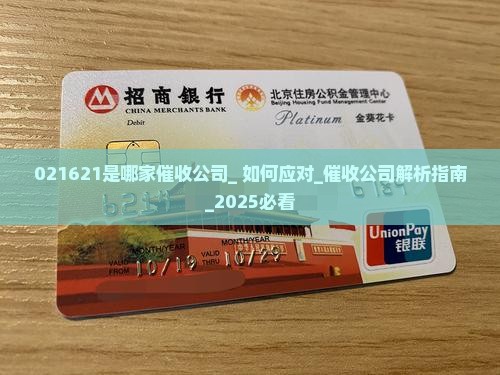 招商银行
CHINA MERCHANTS BANK
Debit
北京住房公积金管理中心
Beijing Housing Fund Management Center
Platinum 金葵花卡
021621是哪家催收公司_ 如何应对_催收公司解析指南
_2025必看
MONTH/YEAR MONTH/YEAR
VALID FROM 10/19 VALID THRU 10/29
UnionPay
银联